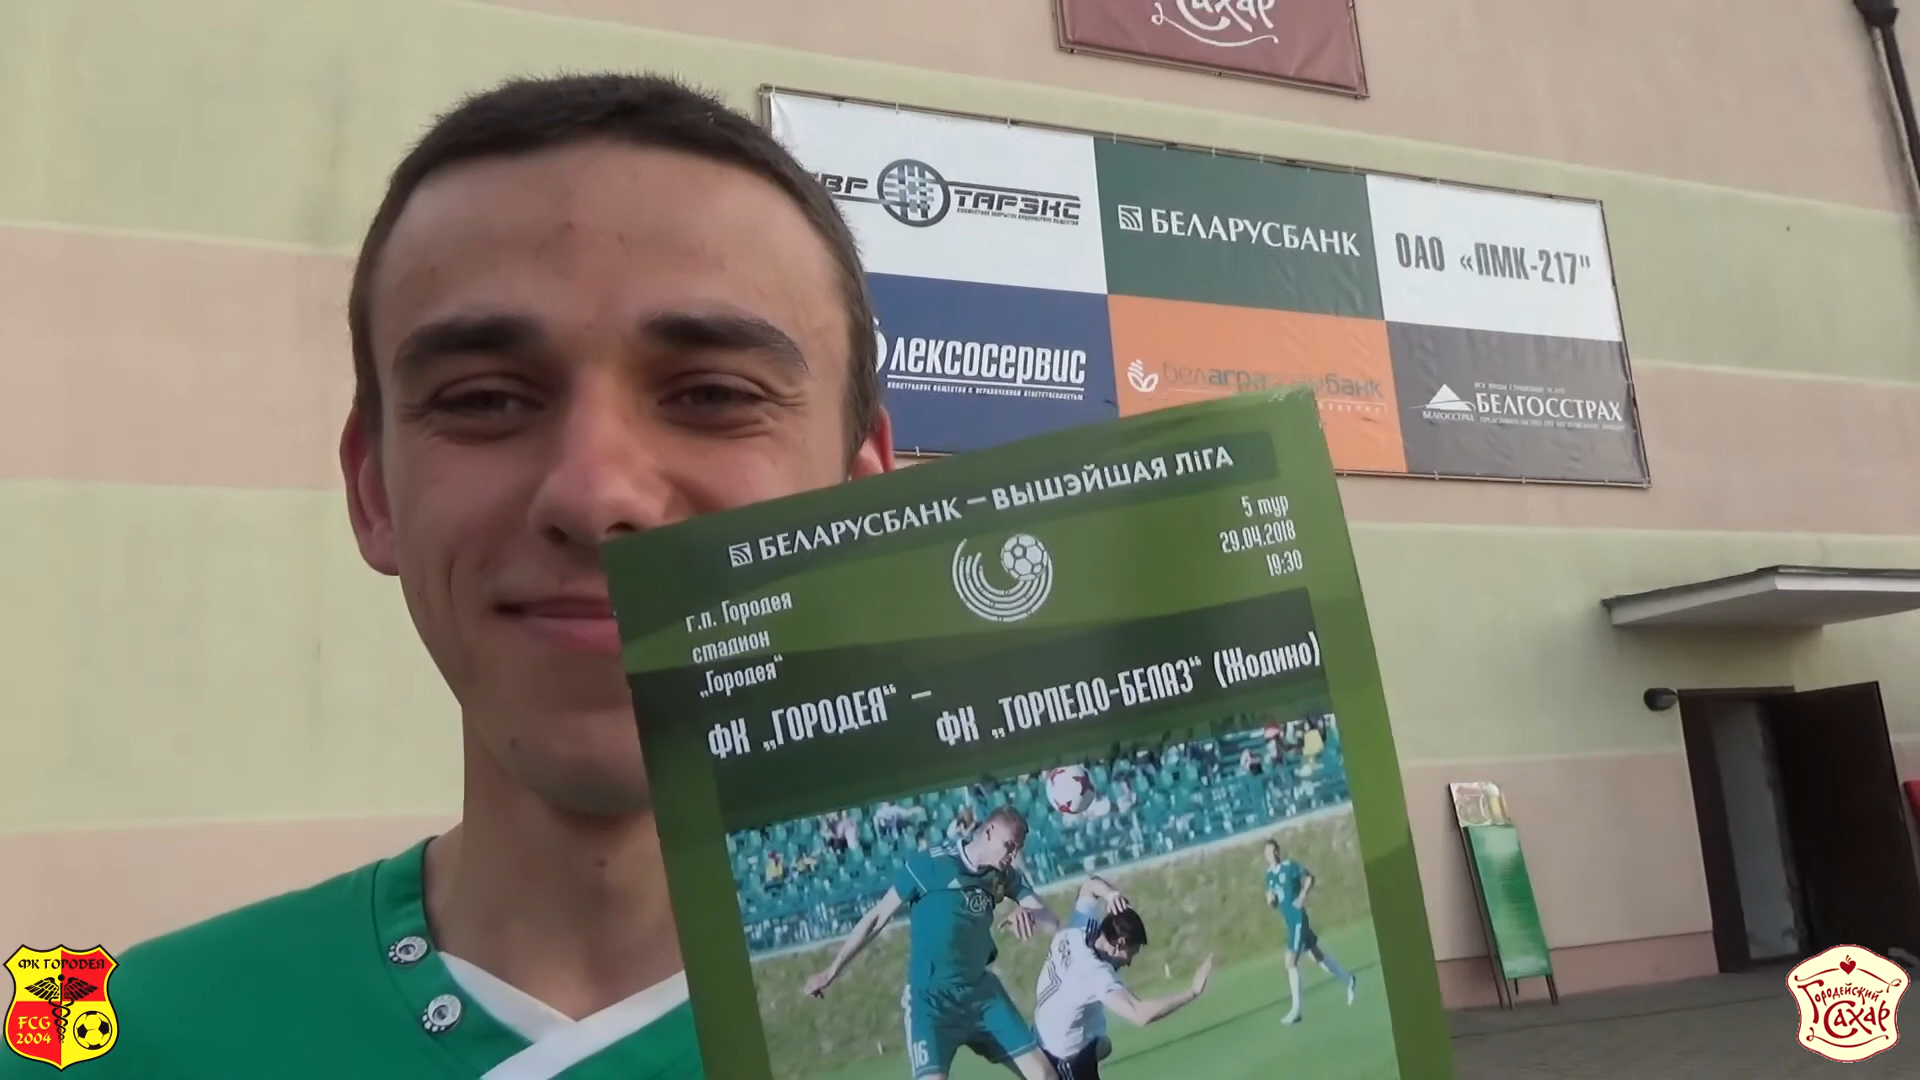 Сахар
ТАРЭКС
БЕЛАРУСБАНК
ОАО «ПМК-217"
лексосервис
БЕЛГОССТРАХ
БЕЛГОССТРАХ
БЕЛАРУСБАНК – ВЫШЭЙШАЯ ЛІГА
5 тур
29.04.2018
19:30
г.п. Городея
стадион
„Городея“
ФК „ГОРОДЕЯ“ –
ФК „ТОРПЕДО-БЕЛАЗ“ (Жодино)
16
ФК ГОРОДЕЯ
FCG
2004
Городейский
Сахар